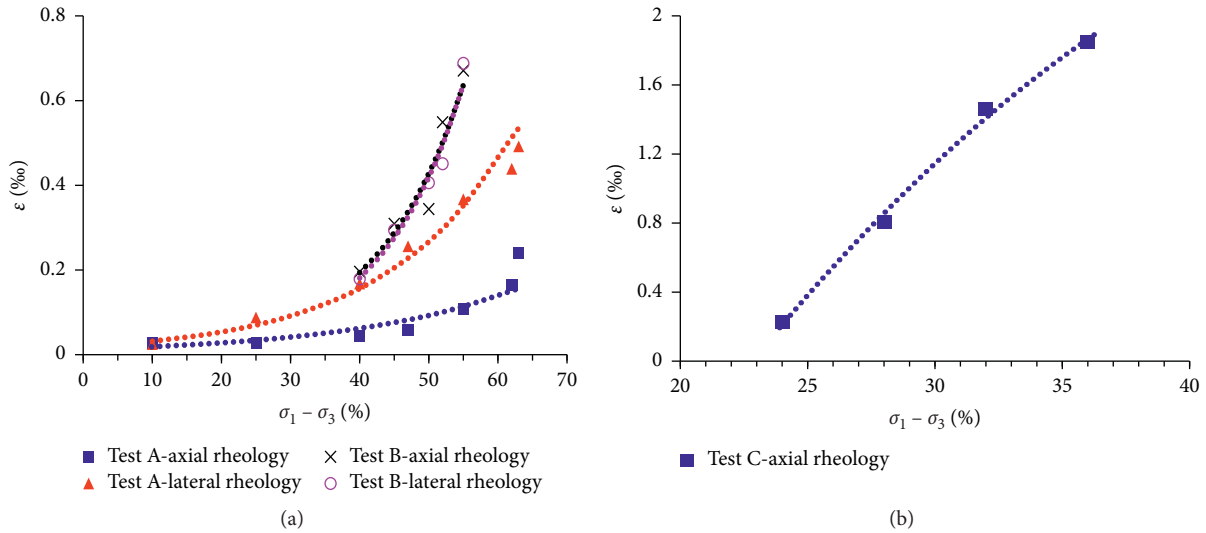 0.8
0.6
0.4
0.2
0
ε (‰)
0 10 20 30 40 50 60 70
σ₁ – σ₃ (%)
Test A-axial rheology
Test A-lateral rheology
Test B-axial rheology
Test B-lateral rheology
(a)
2
1.6
1.2
0.8
0.4
0
ε (‰)
20 25 30 35 40
σ₁ – σ₃ (%)
Test C-axial rheology
(b)